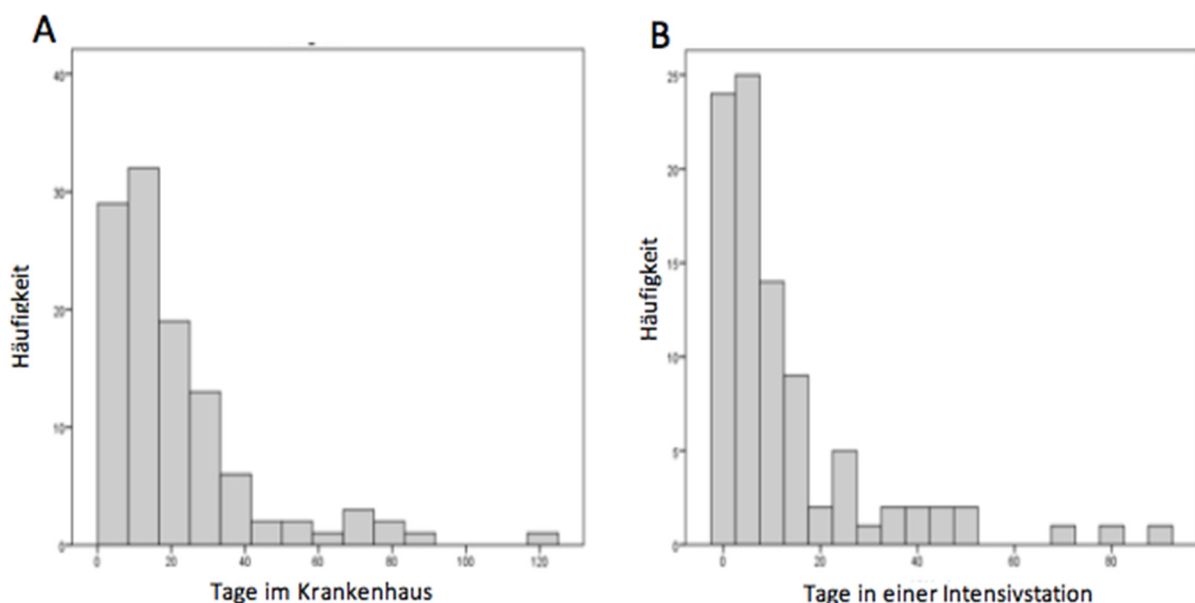 A
40
30
20
10
0
Häufigkeit
0 20 40 60 80 100 120
Tage im Krankenhaus
B
25
20
15
10
5
0
Häufigkeit
0 20 40 60 80
Tage in einer Intensivstation